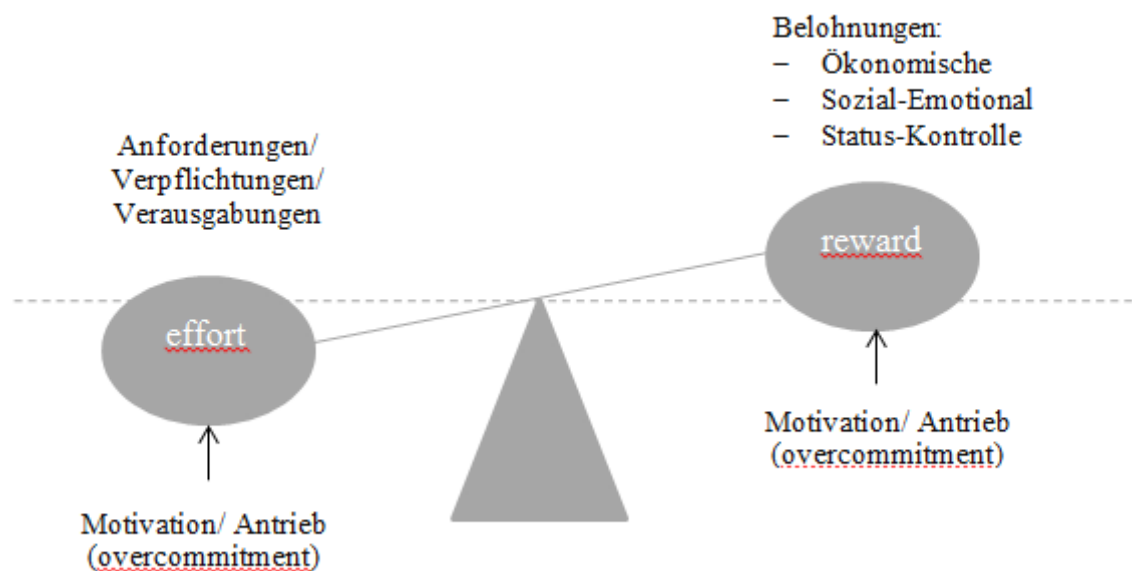 Belohnungen:
– Ökonomische
– Sozial-Emotional
– Status-Kontrolle
Anforderungen/
Verpflichtungen/
Verausgabungen
reward
effort
Motivation/ Antrieb
(overcommitment)
Motivation/ Antrieb
(overcommitment)